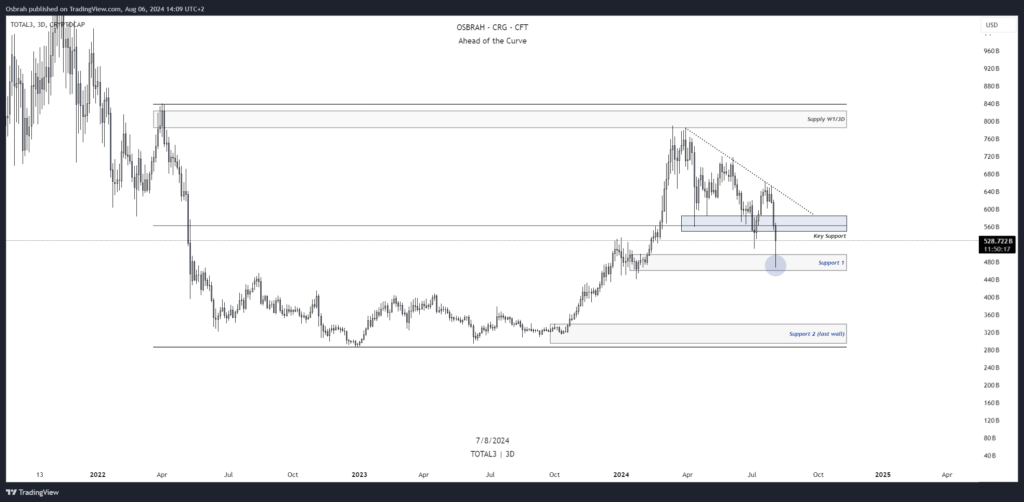 Osbrah published on TradingView.com, Aug 06, 2024 14:09 UTC+2
TOTAL3, 3D, CRYPTOCAP
OSBRAH - CRG - CFT
Ahead of the Curve
USD
960 B
920 B
880 B
840 B
800 B
760 B
720 B
680 B
640 B
600 B
560 B
528.722 B
11:50:17
480 B
440 B
400 B
360 B
320 B
280 B
240 B
200 B
160 B
120 B
80 B
40 B
Supply W1/3D
Key Support
Support 1
Support 2 (last wall)
7/8/2024
TOTAL3 | 3D
13 2022 Apr Jul Oct 2023 Apr Jul Oct 2024 Apr Jul Oct 2025 Apr
TradingView